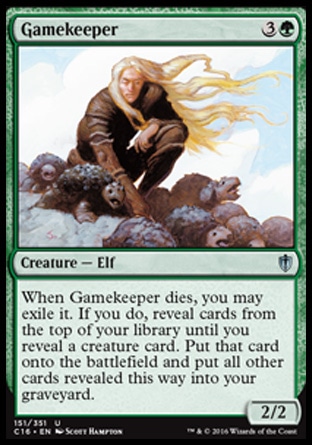 Gamekeeper 3
Creature — Elf
When Gamekeeper dies, you may
exile it. If you do, reveal cards from
the top of your library until you
reveal a creature card. Put that card
onto the battlefield and put all other
cards revealed this way into your
graveyard.
2/2
151/351 U
C16 • EN Scott Hampton
™ & © 2016 Wizards of the Coast